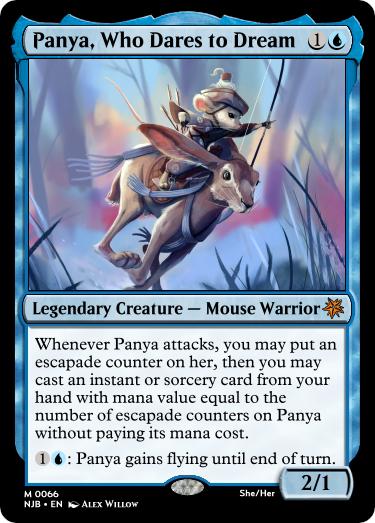 Panya, Who Dares to Dream 1
Legendary Creature — Mouse Warrior
Whenever Panya attacks, you may put an
escapade counter on her, then you may
cast an instant or sorcery card from your
hand with mana value equal to the
number of escapade counters on Panya
without paying its mana cost.
1 : Panya gains flying until end of turn.
2/1
M 0066
She/Her
NJB • EN Alex Willow